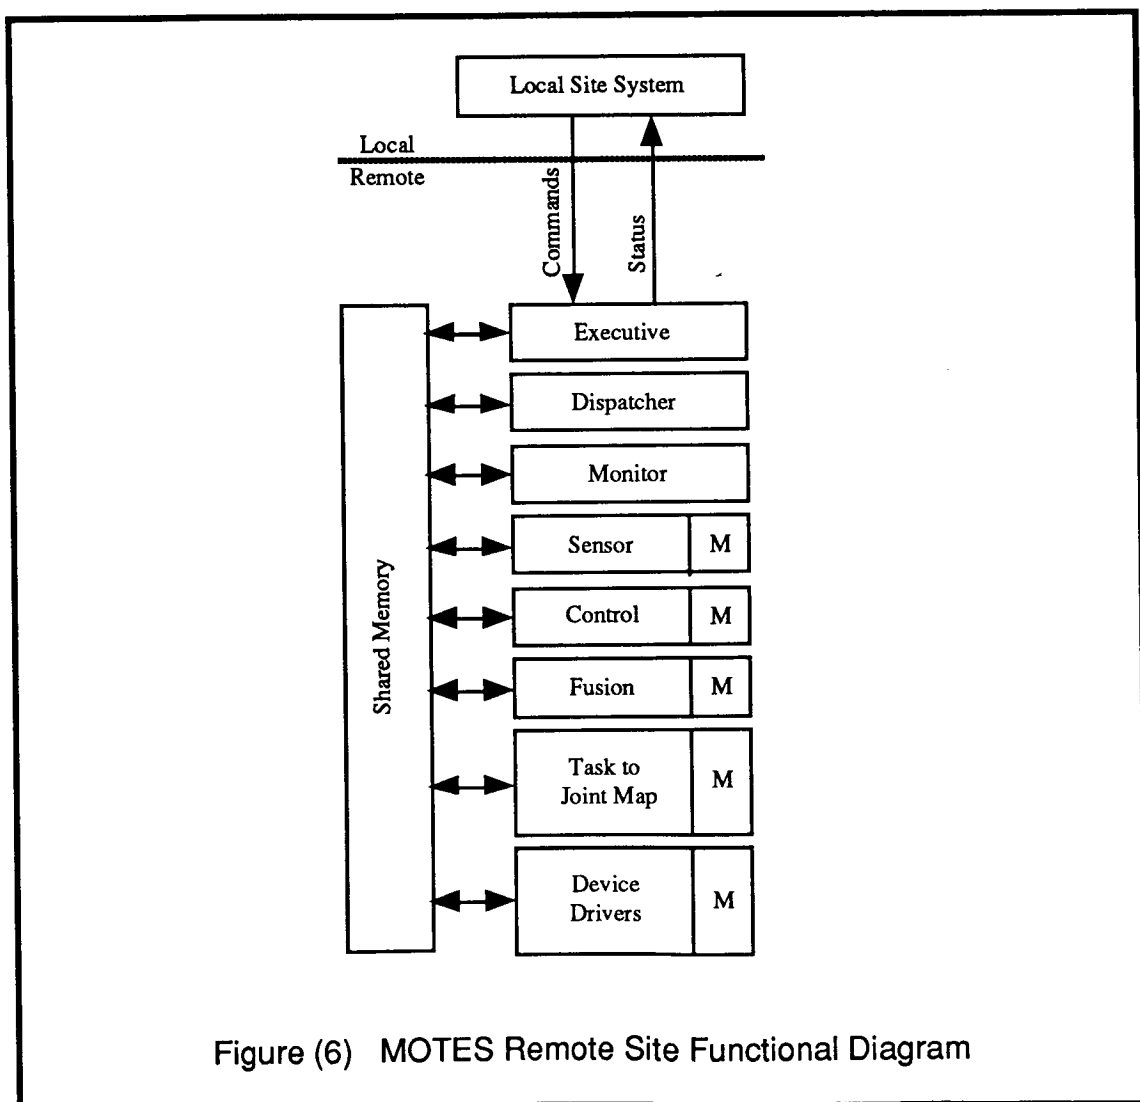 Local Site System
Local
Remote
Commands
Status
Shared Memory
Executive
Dispatcher
Monitor
Sensor M
Control M
Fusion M
Task to
Joint Map
M
Device
Drivers
M
Figure (6) MOTES Remote Site Functional Diagram